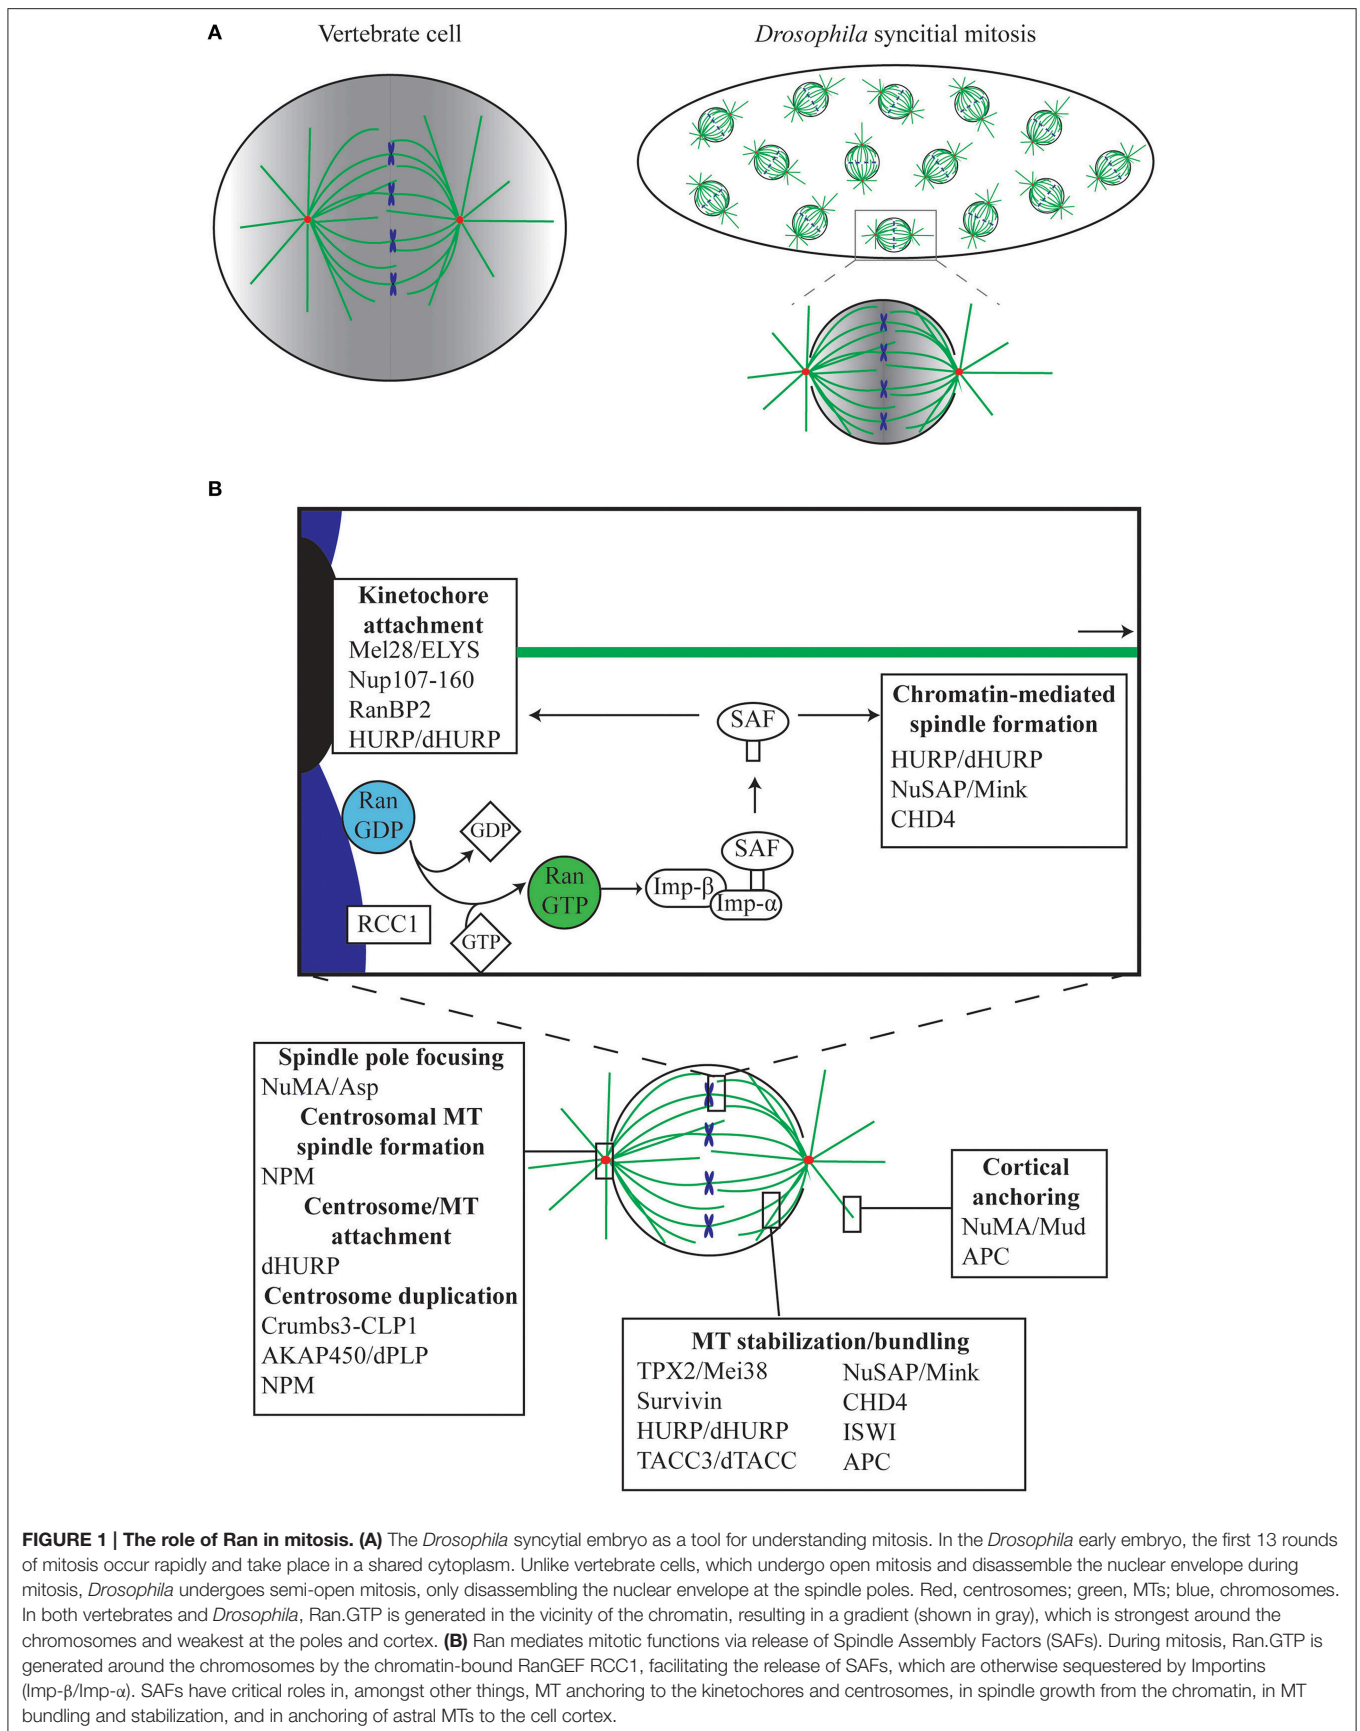 A
Vertebrate cell
Drosophila syncitial mitosis
B
Kinetochore
attachment
Mel28/ELYS
Nup107-160
RanBP2
HURP/dHURP
SAF
Chromatin-mediated
spindle formation
HURP/dHURP
NuSAP/Mink
CHD4
Ran
GDP
GDP
SAF
Ran
GTP
Imp-β
Imp-α
RCC1
GTP
Spindle pole focusing
NuMA/Asp
Centrosomal MT
spindle formation
NPM
Centrosome/MT
attachment
dHURP
Centrosome duplication
Crumbs3-CLP1
AKAP450/dPLP
NPM
Cortical
anchoring
NuMA/Mud
APC
MT stabilization/bundling
TPX2/Mei38 NuSAP/Mink
Survivin CHD4
HURP/dHURP ISWI
TACC3/dTACC APC
FIGURE 1 | The role of Ran in mitosis. (A) The Drosophila syncytial embryo as a tool for understanding mitosis. In the Drosophila early embryo, the first 13 rounds
of mitosis occur rapidly and take place in a shared cytoplasm. Unlike vertebrate cells, which undergo open mitosis and disassemble the nuclear envelope during
mitosis, Drosophila undergoes semi-open mitosis, only disassembling the nuclear envelope at the spindle poles. Red, centrosomes; green, MTs; blue, chromosomes.
In both vertebrates and Drosophila, Ran.GTP is generated in the vicinity of the chromatin, resulting in a gradient (shown in gray), which is strongest around the
chromosomes and weakest at the poles and cortex. (B) Ran mediates mitotic functions via release of Spindle Assembly Factors (SAFs). During mitosis, Ran.GTP is
generated around the chromosomes by the chromatin-bound RanGEF RCC1, facilitating the release of SAFs, which are otherwise sequestered by Importins
(Imp-β/Imp-α). SAFs have critical roles in, amongst other things, MT anchoring to the kinetochores and centrosomes, in spindle growth from the chromatin, in MT
bundling and stabilization, and in anchoring of astral MTs to the cell cortex.